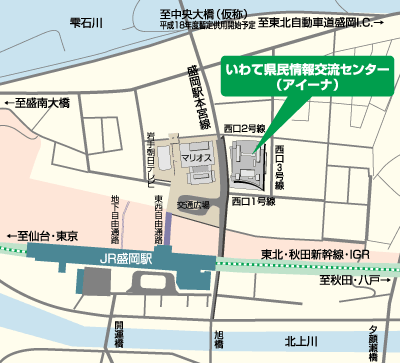 雫石川
至中央大橋（仮称）
平成18年度暫定供用開始予定
至東北自動車道盛岡I.C.→
いわて県民情報交流センター
（アイーナ）
盛岡駅本宮線
←至盛南大橋
西口2号線
岩手朝日テレビ
マリオス
西口3号線
地下自由通路
東西自由通路
交通広場
西口1号線
←至仙台・東京
JR盛岡駅
東北・秋田新幹線・IGR
至秋田・八戸→
開運橋
旭橋
北上川
夕顔瀬橋